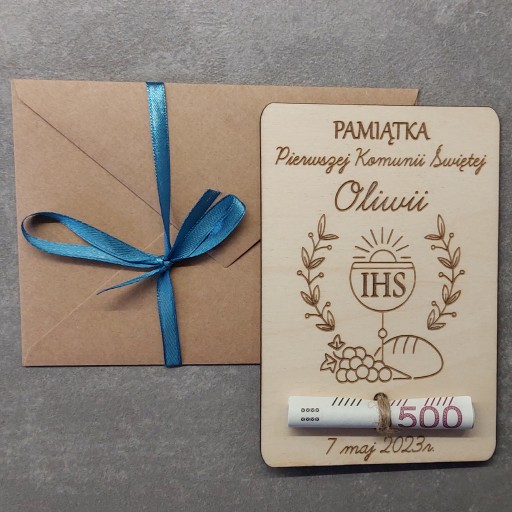 PAMIĄTKA
Pierwszej Komunii Świętej
Oliwii
IHS
500
7 maj 2023r.